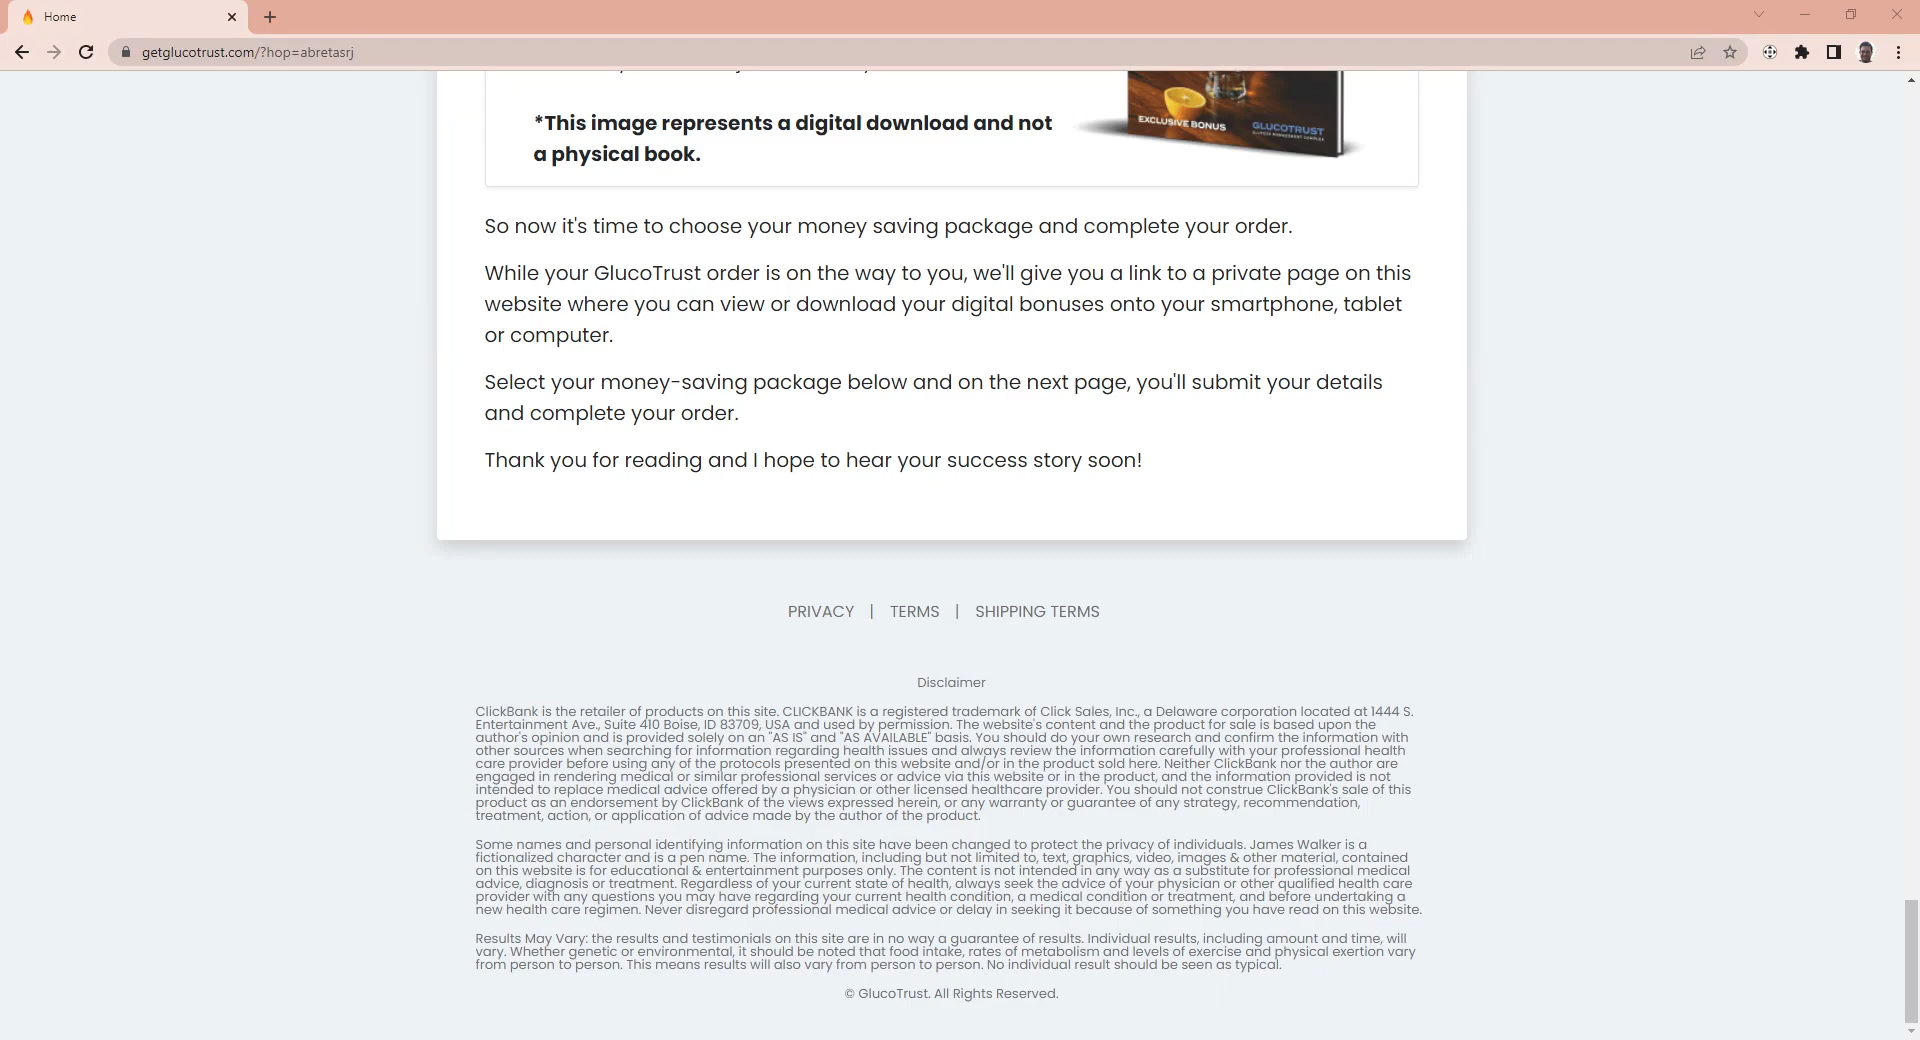 Home
getglucotrust.com/?hop=abretasrj
EXCLUSIVE BONUS
GLUCOTRUST
*This image represents a digital download and not
a physical book.
So now it's time to choose your money saving package and complete your order.
While your GlucoTrust order is on the way to you, we'll give you a link to a private page on this
website where you can view or download your digital bonuses onto your smartphone, tablet
or computer.
Select your money-saving package below and on the next page, you'll submit your details
and complete your order.
Thank you for reading and I hope to hear your success story soon!
PRIVACY | TERMS | SHIPPING TERMS
Disclaimer
ClickBank is the retailer of products on this site. CLICKBANK is a registered trademark of Click Sales, Inc., a Delaware corporation located at 1444 S.
Entertainment Ave., Suite 410 Boise, ID 83709, USA and used by permission. The website's content and the product for sale is based upon the
author's opinion and is provided solely on an "AS IS" and "AS AVAILABLE" basis. You should do your own research and confirm the information with
other sources when searching for information regarding health issues and always review the information carefully with your professional health
care provider before using any of the protocols presented on this website and/or in the product sold here. Neither ClickBank nor the author are
engaged in rendering medical or similar professional services or advice via this website or in the product, and the information provided is not
intended to replace medical advice offered by a physician or other licensed healthcare provider. You should not construe ClickBank's sale of this
product as an endorsement by ClickBank of the views expressed herein, or any warranty or guarantee of any strategy, recommendation,
treatment, action, or application of advice made by the author of the product.
Some names and personal identifying information on this site have been changed to protect the privacy of individuals. James Walker is a
fictionalized character and is a pen name. The information, including but not limited to, text, graphics, video, images & other material, contained
on this website is for educational & entertainment purposes only. The content is not intended in any way as a substitute for professional medical
advice, diagnosis or treatment. Regardless of your current state of health, always seek the advice of your physician or other qualified health care
provider with any questions you may have regarding your current health condition, a medical condition or treatment, and before undertaking a
new health care regimen. Never disregard professional medical advice or delay in seeking it because of something you have read on this website.
Results May Vary: the results and testimonials on this site are in no way a guarantee of results. Individual results, including amount and time, will
vary. Whether genetic or environmental, it should be noted that food intake, rates of metabolism and levels of exercise and physical exertion vary
from person to person. This means results will also vary from person to person. No individual result should be seen as typical.
© GlucoTrust. All Rights Reserved.